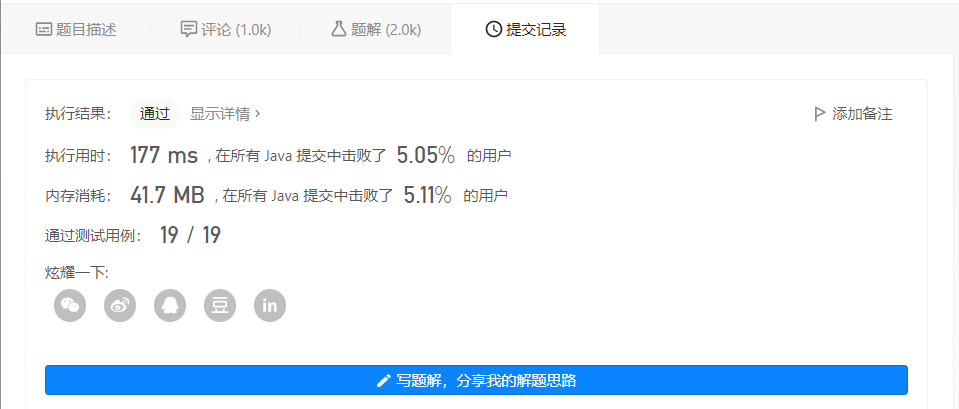 题目描述 评论 (1.0k) 题解 (2.0k) 提交记录
执行结果： 通过 显示详情 › 添加备注
执行用时： 177 ms , 在所有 Java 提交中击败了 5.05% 的用户
内存消耗： 41.7 MB , 在所有 Java 提交中击败了 5.11% 的用户
通过测试用例： 19 / 19
炫耀一下:
豆 in
写题解，分享我的解题思路